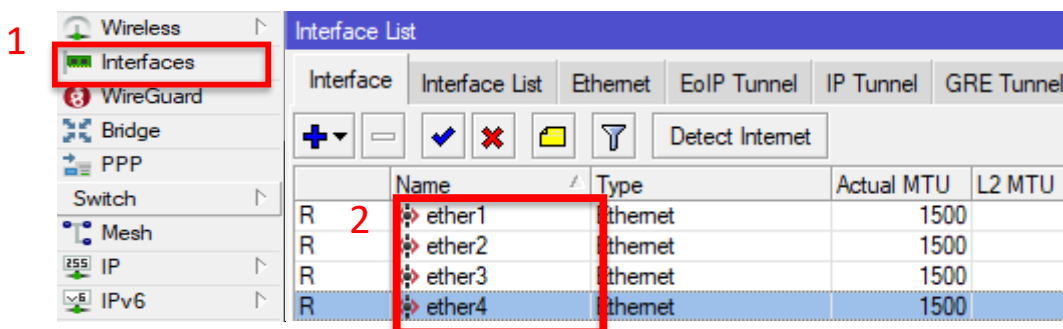 1
Wireless
Interfaces
WireGuard
Bridge
PPP
Switch
Mesh
255 IP
v6 IPv6
Interface List
Interface Interface List Ethernet EoIP Tunnel IP Tunnel GRE Tunnel
Detect Internet
Name Type Actual MTU L2 MTU
2
R ether1 Ethernet 1500
R ether2 Ethernet 1500
R ether3 Ethernet 1500
R ether4 Ethernet 1500